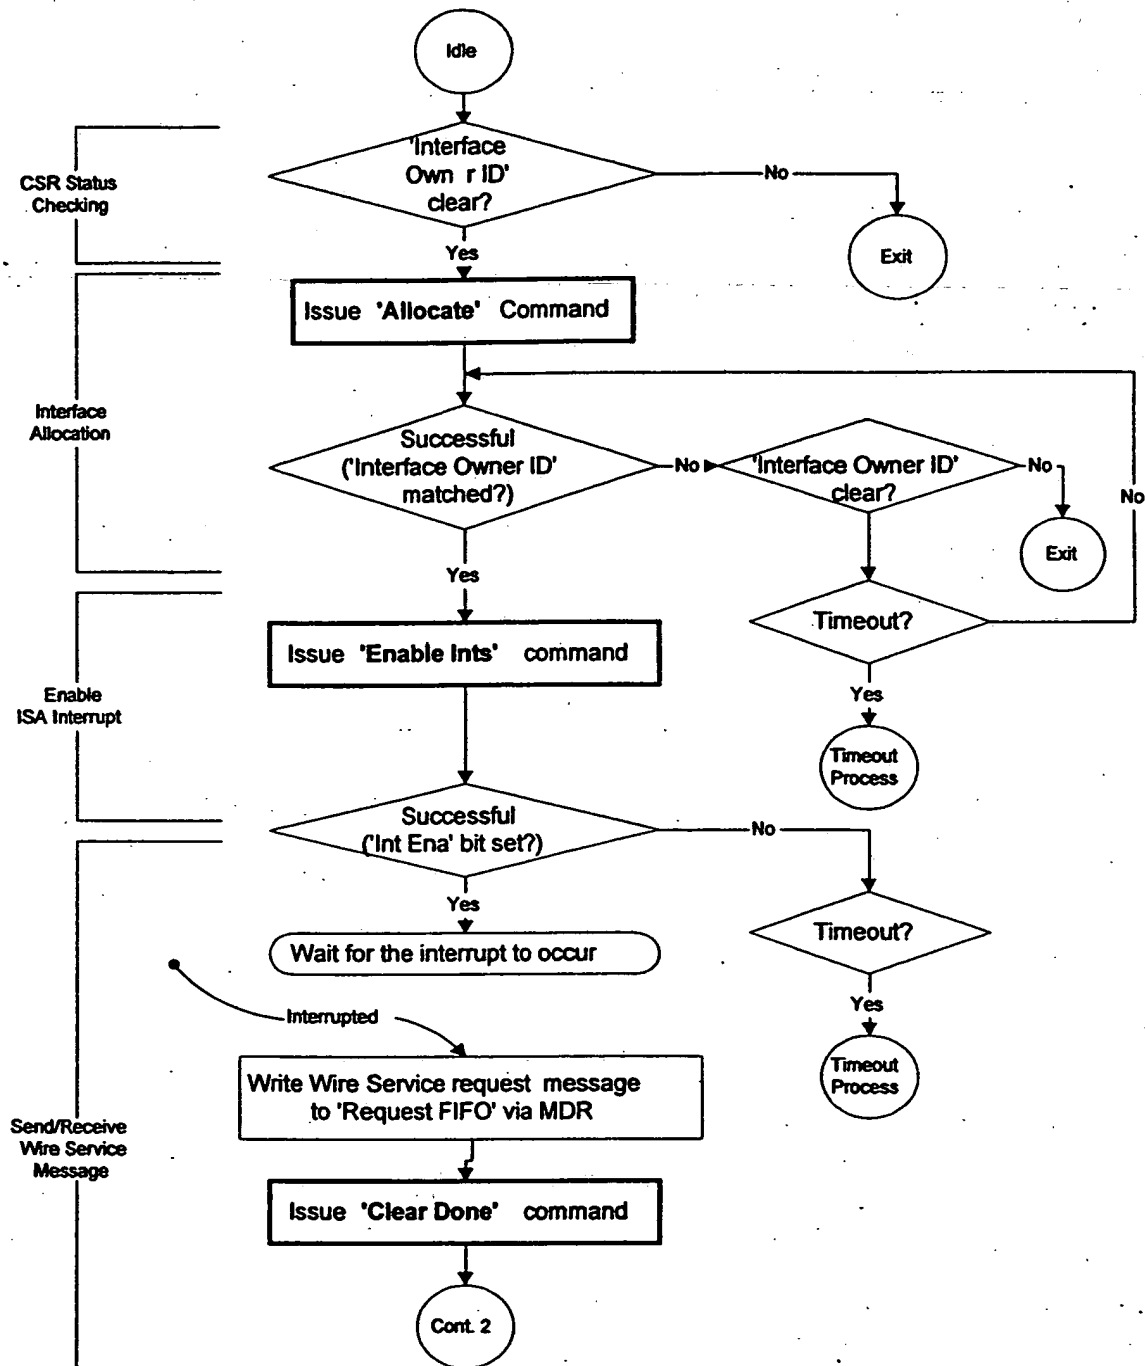 Idle
CSR Status
Checking
'Interface
Own r ID'
clear?
No
Exit
Yes
Issue 'Allocate' Command
Interface
Allocation
Successful
('Interface Owner ID'
matched?)
No
'Interface Owner ID'
clear?
No
No
Exit
Yes
Timeout?
Issue 'Enable Ints' command
Enable
ISA Interrupt
Yes
Timeout
Process
Successful
('Int Ena' bit set?)
No
Yes
Timeout?
Wait for the interrupt to occur
Yes
Interrupted
Timeout
Process
Write Wire Service request message
to 'Request FIFO' via MDR
Send/Receive
Wire Service
Message
Issue 'Clear Done' command
Cont. 2